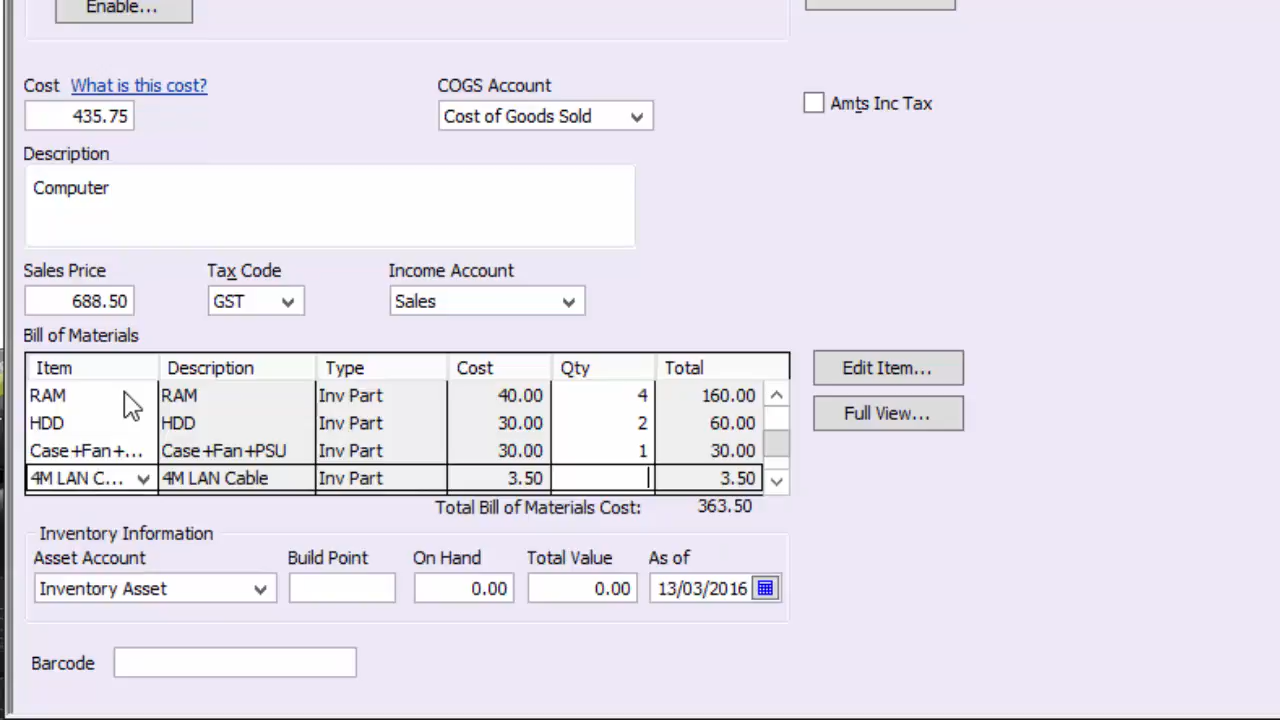 Enable...
Cost What is this cost? COGS Account
435.75 Cost of Goods Sold Amts Inc Tax
Description
Computer
Sales Price Tax Code Income Account
688.50 GST Sales
Bill of Materials
Item Description Type Cost Qty Total Edit Item...
RAM RAM Inv Part 40.00 4 160.00
HDD HDD Inv Part 30.00 2 60.00 Full View...
Case+Fan+... Case+Fan+PSU Inv Part 30.00 1 30.00
4M LAN C... 4M LAN Cable Inv Part 3.50 3.50
Total Bill of Materials Cost: 363.50
Inventory Information
Asset Account Build Point On Hand Total Value As of
Inventory Asset 0.00 0.00 13/03/2016
Barcode